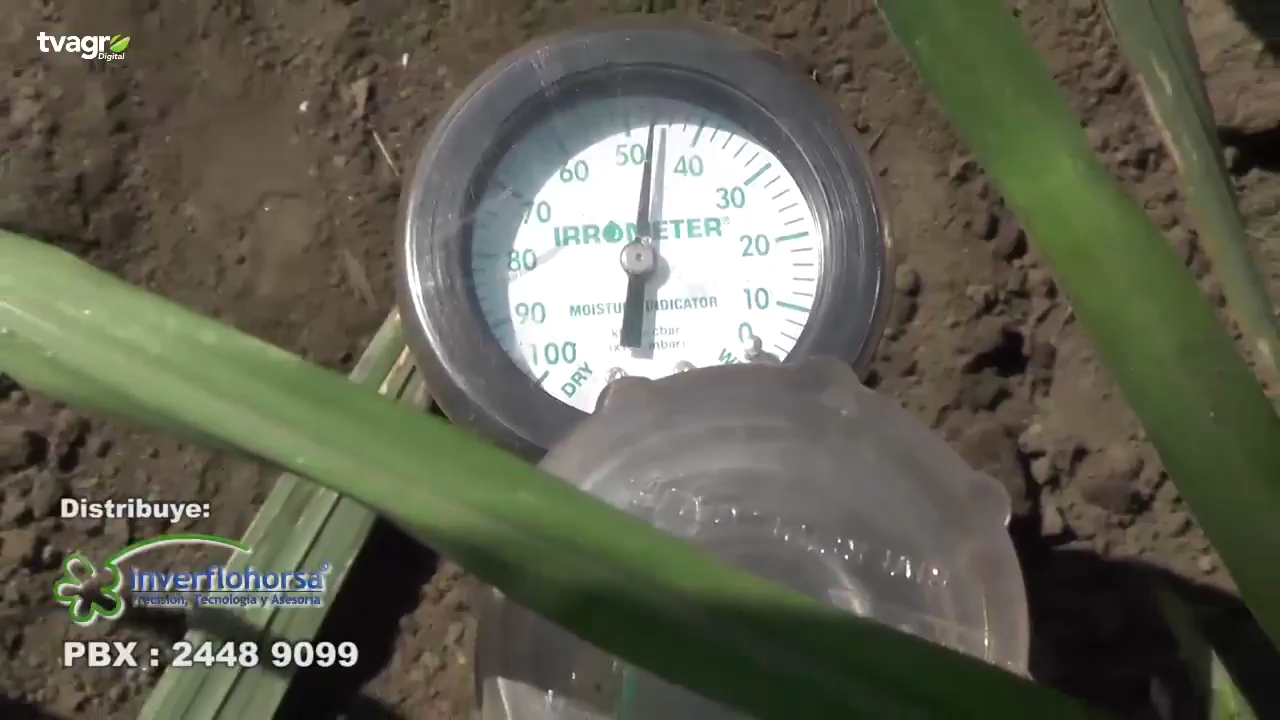 tvagro
Digital
60 50 40
70 30
IRROMETER®
80 20
90 MOISTURE INDICATOR 10
100 0
DRY
Distribuye:
inverflohorsa®
Precisión, Tecnología y Asesoría
PBX : 2448 9099